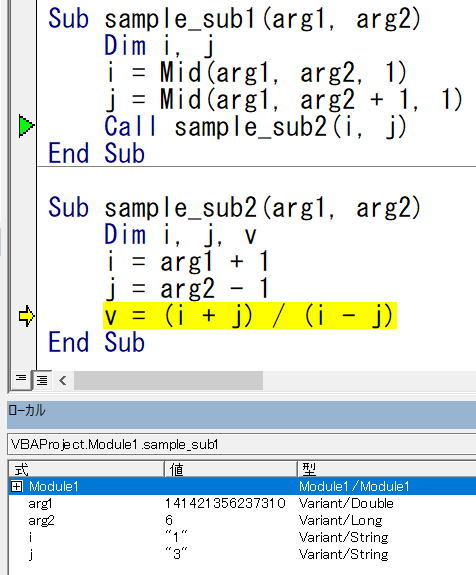 Sub sample_sub1(arg1, arg2)
Dim i, j
i = Mid(arg1, arg2, 1)
j = Mid(arg1, arg2 + 1, 1)
Call sample_sub2(i, j)
End Sub
Sub sample_sub2(arg1, arg2)
Dim i, j, v
i = arg1 + 1
j = arg2 - 1
v = (i + j) / (i - j)
End Sub
ローカル
VBAProject.Module1.sample_sub1
式 値 型
Module1 Module1/Module1
arg1 141421356237310 Variant/Double
arg2 6 Variant/Long
i "1" Variant/String
j "3" Variant/String